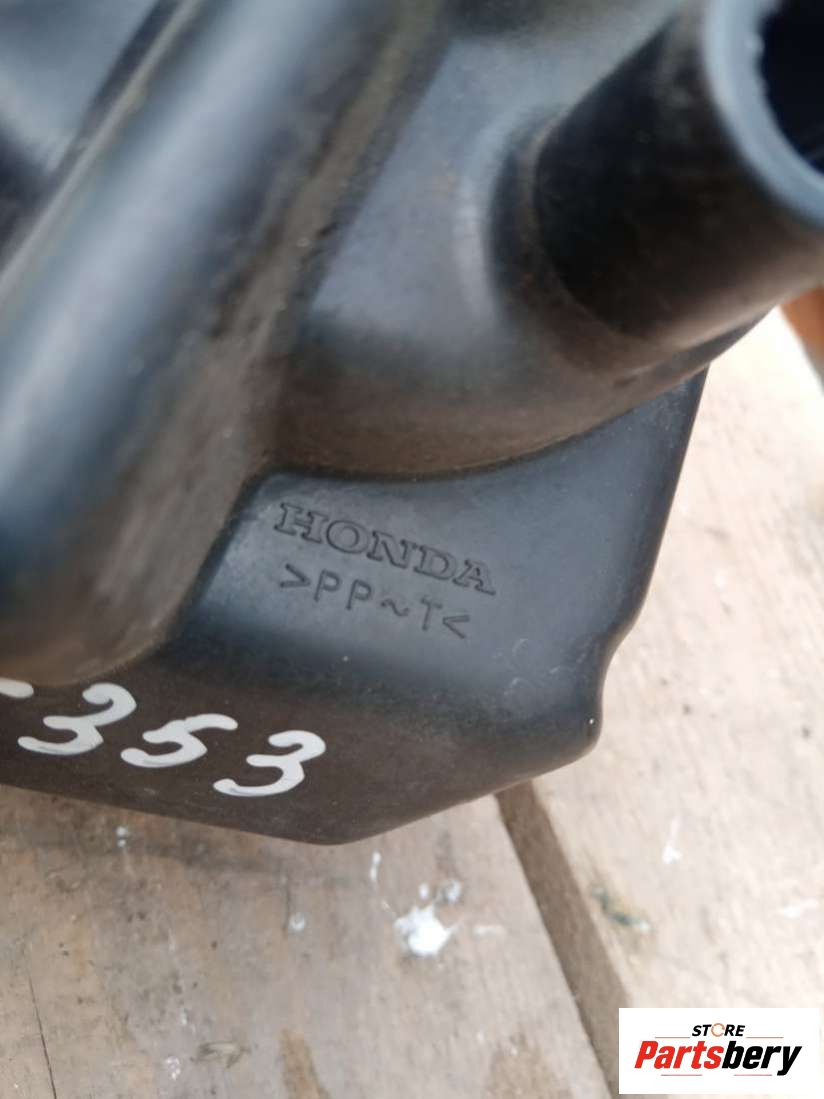 HONDA
>PP~T<
-353
STORE
Partsbery